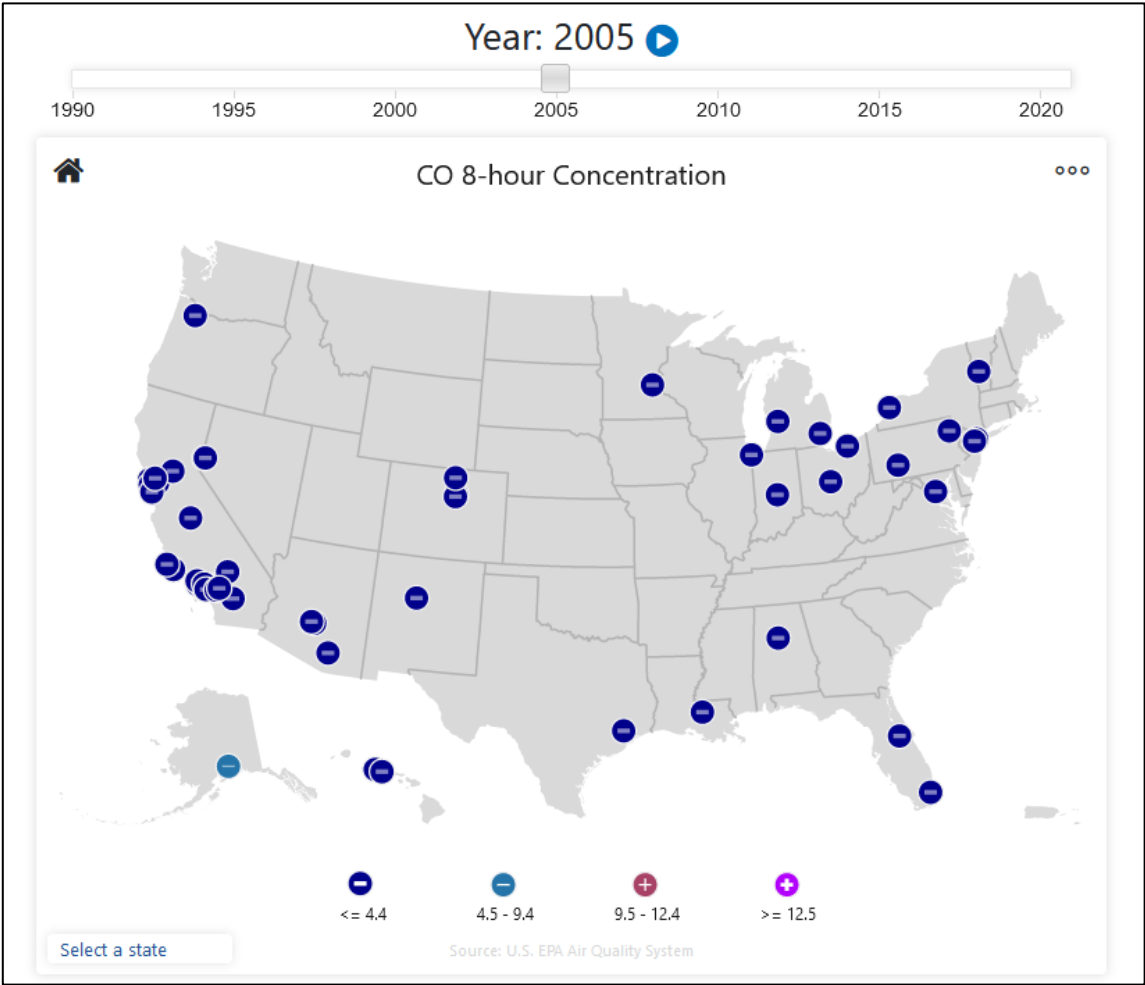 Year: 2005
1990 1995 2000 2005 2010 2015 2020
CO 8-hour Concentration
<= 4.4 4.5 - 9.4 9.5 - 12.4 >= 12.5
Select a state
Source: U.S. EPA Air Quality System